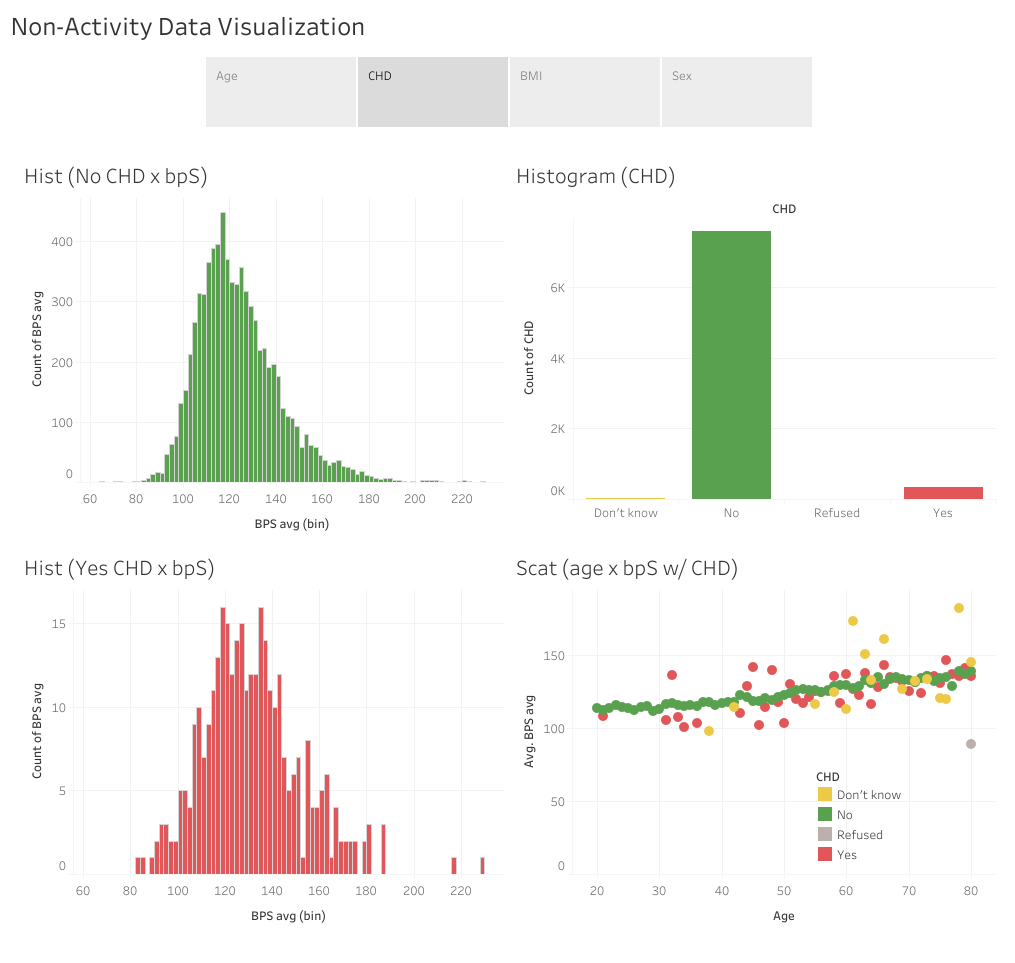 Non-Activity Data Visualization
Age
CHD
BMI
Sex
Hist (No CHD x bpS)
Count of BPS avg
400
300
200
100
0
60 80 100 120 140 160 180 200 220
BPS avg (bin)
Histogram (CHD)
CHD
Count of CHD
6K
4K
2K
0K
Don't know No Refused Yes
Hist (Yes CHD x bpS)
Count of BPS avg
15
10
5
0
60 80 100 120 140 160 180 200 220
BPS avg (bin)
Scat (age x bpS w/ CHD)
Avg. BPS avg
150
100
50
0
CHD
Don't know
No
Refused
Yes
20 30 40 50 60 70 80
Age